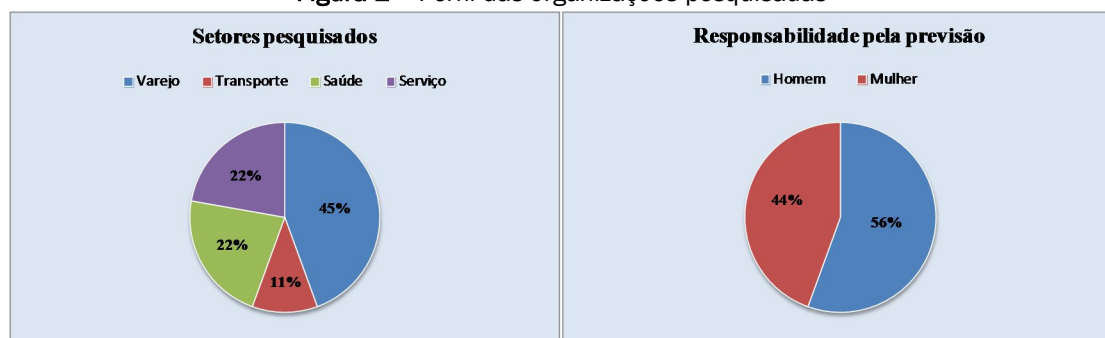 Setores pesquisados
Varejo Transporte Saúde Serviço
22%
45%
22%
11%
Responsabilidade pela previsão
Homem Mulher
44%
56%